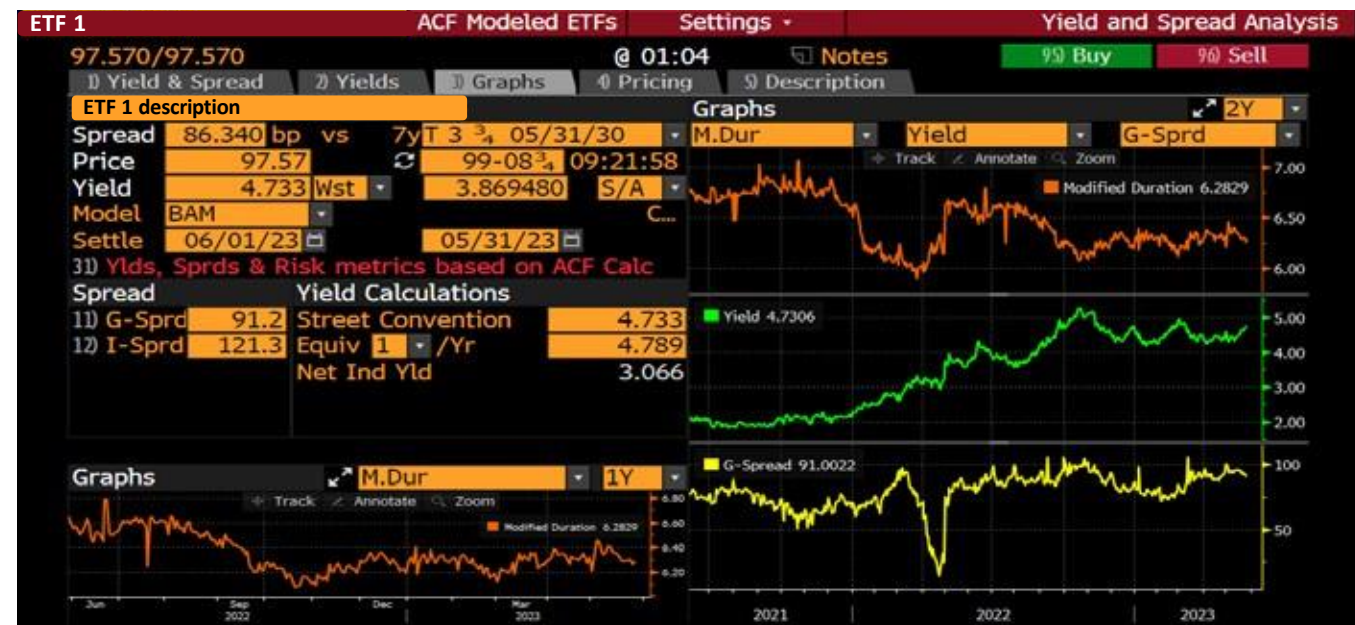 ETF 1 ACF Modeled ETFs Settings Yield and Spread Analysis
97.570/97.570 @ 01:04 Notes 95) Buy 96) Sell
1) Yield & Spread 2) Yields 3) Graphs 4) Pricing 5) Description
ETF 1 description
Spread 86.340 bp vs 7y T 3 ¾ 05/31/30
Price 97.57 99-08¾ 09:21:58
Yield 4.733 Wst 3.869480 S/A
Model BAM C...
Settle 06/01/23 05/31/23
31) Ylds, Sprds & Risk metrics based on ACF Calc
Spread Yield Calculations
11) G-Sprd 91.2 Street Convention 4.733
12) I-Sprd 121.3 Equiv 1 /Yr 4.789
Net Ind Yld 3.066
Graphs M.Dur 1Y
Track Annotate Zoom
Modified Duration 6.2829
6.80
6.60
6.40
6.20
Jun Sep Dec Mar
2022 2023
Graphs 2Y
M.Dur Yield G-Sprd
Track Annotate Zoom
Modified Duration 6.2829
7.00
6.50
6.00
Yield 4.7306
5.00
4.00
3.00
2.00
G-Spread 91.0022
100
50
2021 2022 2023